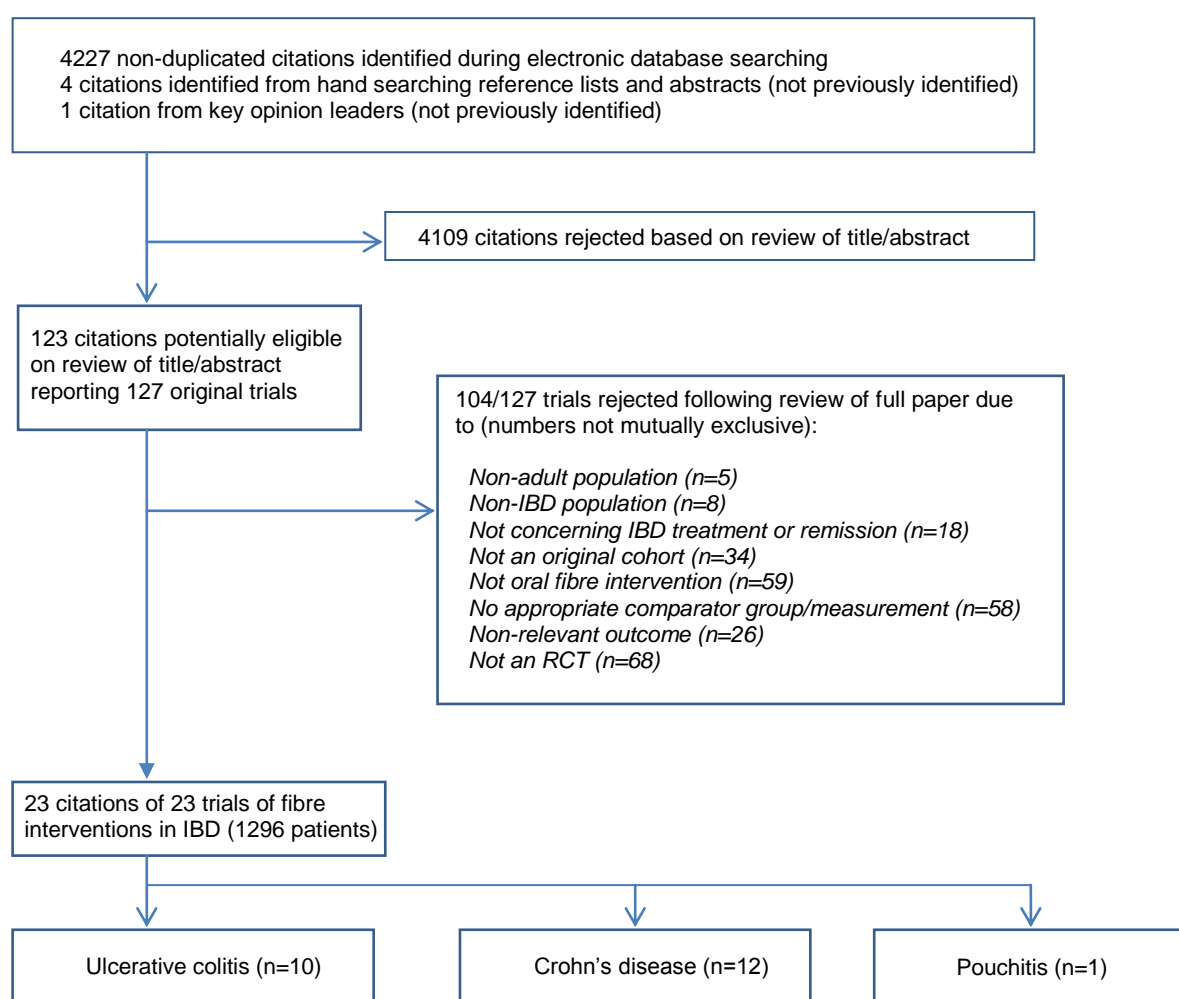 4227 non-duplicated citations identified during electronic database searching
4 citations identified from hand searching reference lists and abstracts (not previously identified)
1 citation from key opinion leaders (not previously identified)
4109 citations rejected based on review of title/abstract
123 citations potentially eligible
on review of title/abstract
reporting 127 original trials
104/127 trials rejected following review of full paper due
to (numbers not mutually exclusive):
Non-adult population (n=5)
Non-IBD population (n=8)
Not concerning IBD treatment or remission (n=18)
Not an original cohort (n=34)
Not oral fibre intervention (n=59)
No appropriate comparator group/measurement (n=58)
Non-relevant outcome (n=26)
Not an RCT (n=68)
23 citations of 23 trials of fibre
interventions in IBD (1296 patients)
Ulcerative colitis (n=10)
Crohn’s disease (n=12)
Pouchitis (n=1)